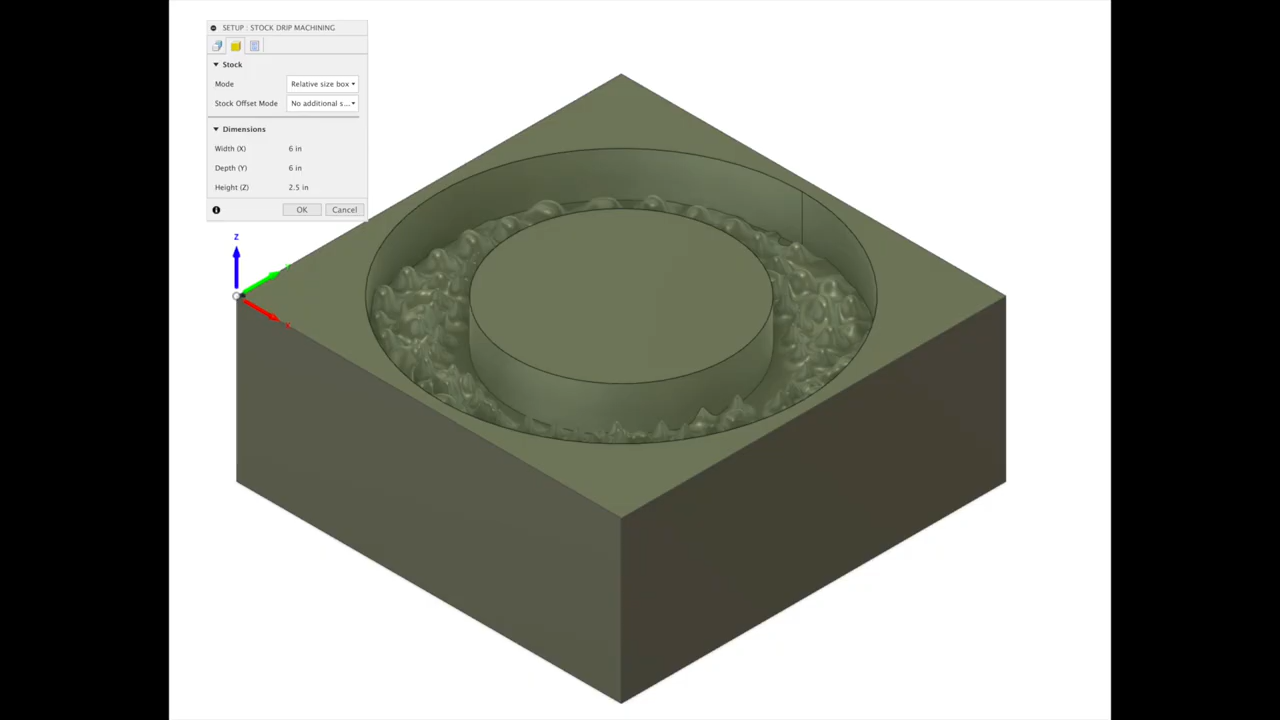 SETUP : STOCK DRIP MACHINING
Stock
Mode Relative size box
Stock Offset Mode No additional s...
Dimensions
Width (X) 6 in
Depth (Y) 6 in
Height (Z) 2.5 in
OK Cancel
Z
Y
X